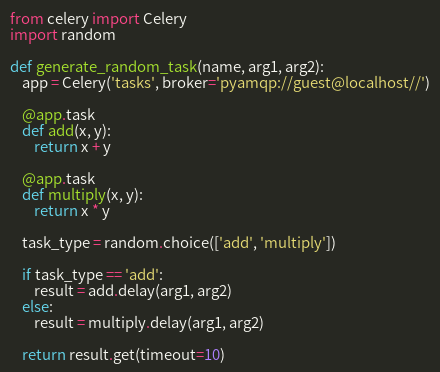 from celery import Celery
import random

def generate_random_task(name, arg1, arg2):
    app = Celery('tasks', broker='pyamqp://guest@localhost//')

    @app.task
    def add(x, y):
        return x + y

    @app.task
    def multiply(x, y):
        return x * y

    task_type = random.choice(['add', 'multiply'])

    if task_type == 'add':
        result = add.delay(arg1, arg2)
    else:
        result = multiply.delay(arg1, arg2)

    return result.get(timeout=10)